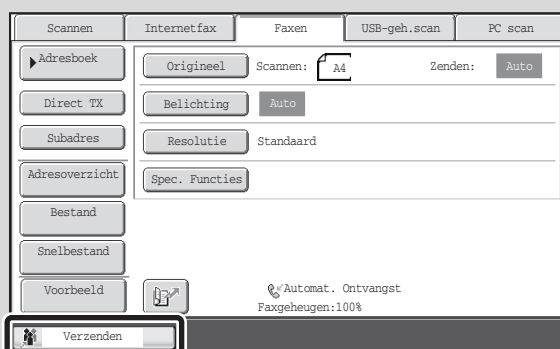 Scannen Internetfax Faxen USB-geh.scan PC scan
Adresboek
Origineel Scannen: A4 Zenden: Auto
Direct TX
Belichting Auto
Subadres
Resolutie Standaard
Adresoverzicht
Spec. Functies
Bestand
Snelbestand
Voorbeeld
Automat. Ontvangst
Faxgeheugen:100%
Verzenden